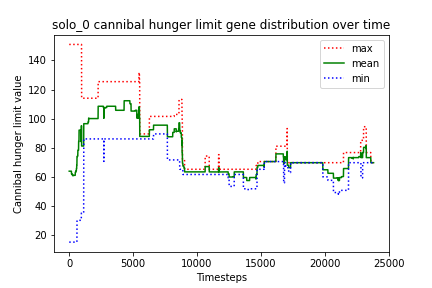 solo_0 cannibal hunger limit gene distribution over time
max
mean
min
Cannibal hunger limit value
140
120
100
80
60
40
20
0
5000
10000
15000
20000
25000
Timesteps